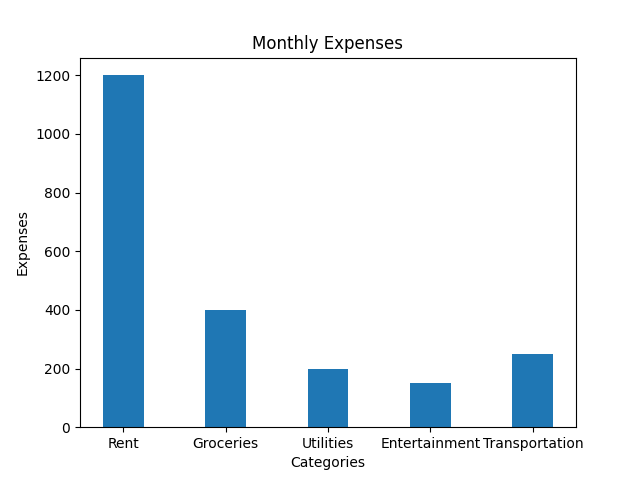 Monthly Expenses
1200
1000
800
600
400
200
0
Expenses
Rent Groceries Utilities Entertainment Transportation
Categories